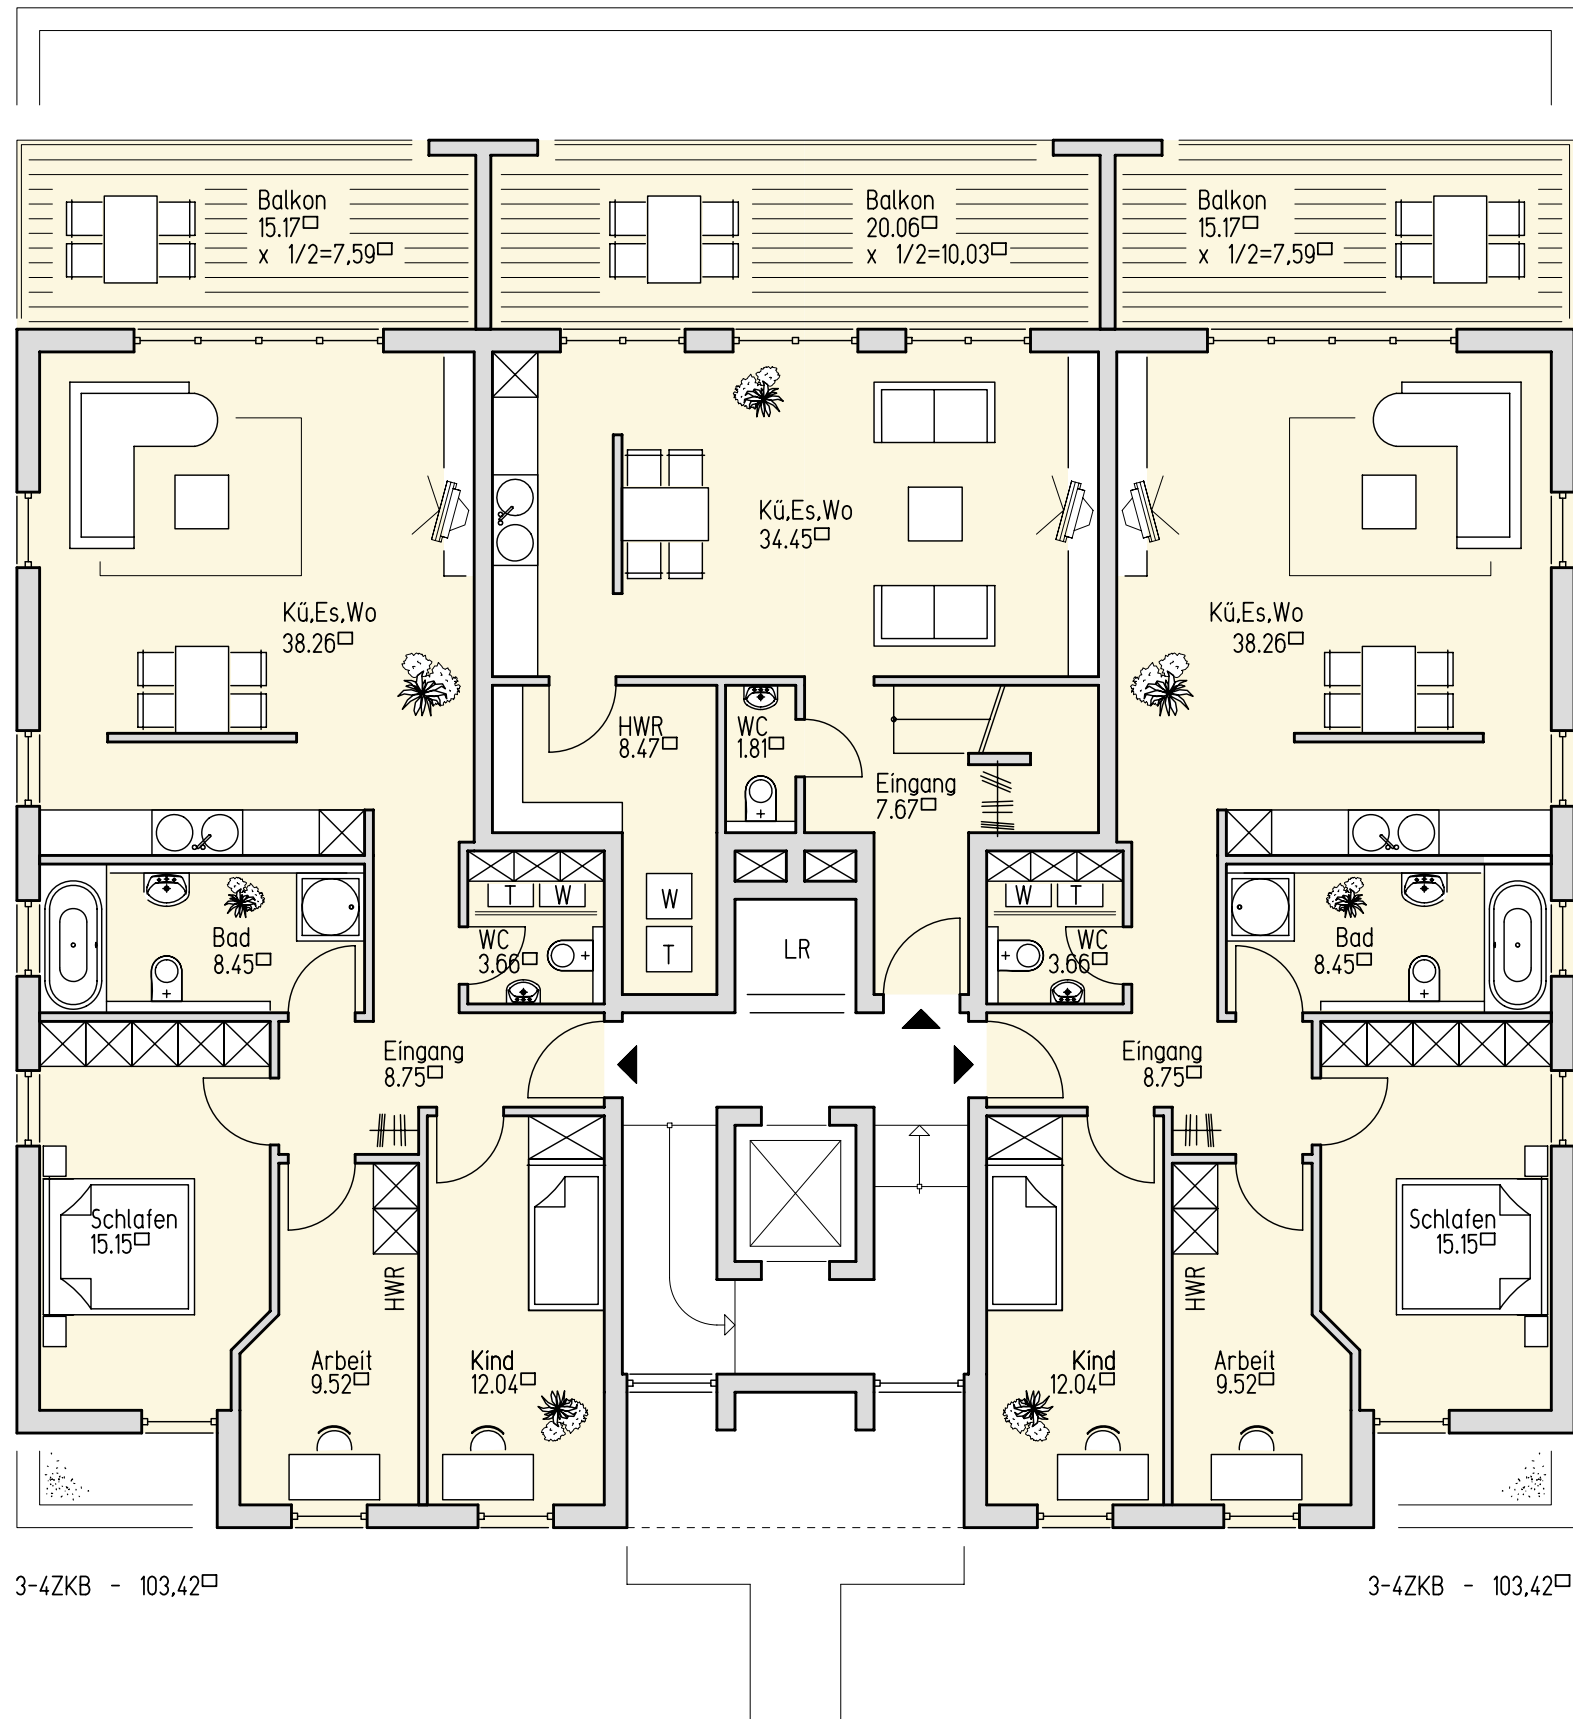 Balkon
15.17□
x 1/2=7,59□
Balkon
20.06□
x 1/2=10,03□
Balkon
15.17□
x 1/2=7,59□
Kü,Es,Wo
34.45□
Kü,Es,Wo
38.26□
Kü,Es,Wo
38.26□
HWR
8.47□
WC
1.81□
Eingang
7.67□
T
W
W
T
W
T
Bad
8.45□
WC
3.66□
LR
WC
3.66□
Bad
8.45□
Eingang
8.75□
Eingang
8.75□
Schlafen
15.15□
HWR
HWR
Schlafen
15.15□
Arbeit
9.52□
Kind
12.04□
Kind
12.04□
Arbeit
9.52□
3-4ZKB - 103,42□
3-4ZKB - 103,42□